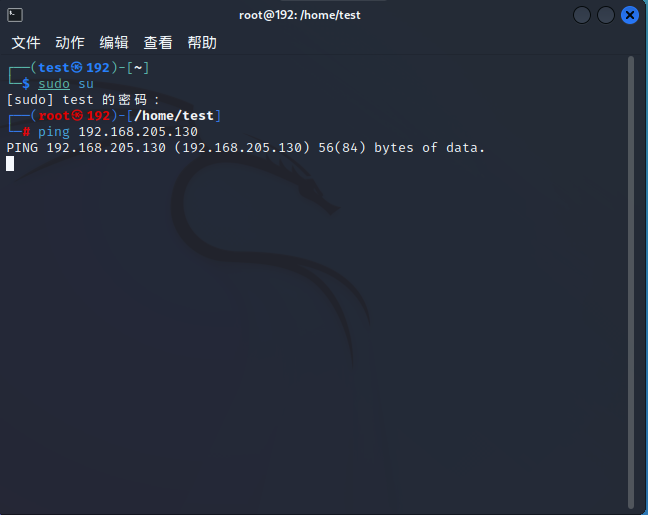 root@192: /home/test
文件 动作 编辑 查看 帮助
┌──(test㉿192)-[~]
└─$ sudo su
[sudo] test 的密码：
┌──(root㉿192)-[/home/test]
└─# ping 192.168.205.130
PING 192.168.205.130 (192.168.205.130) 56(84) bytes of data.